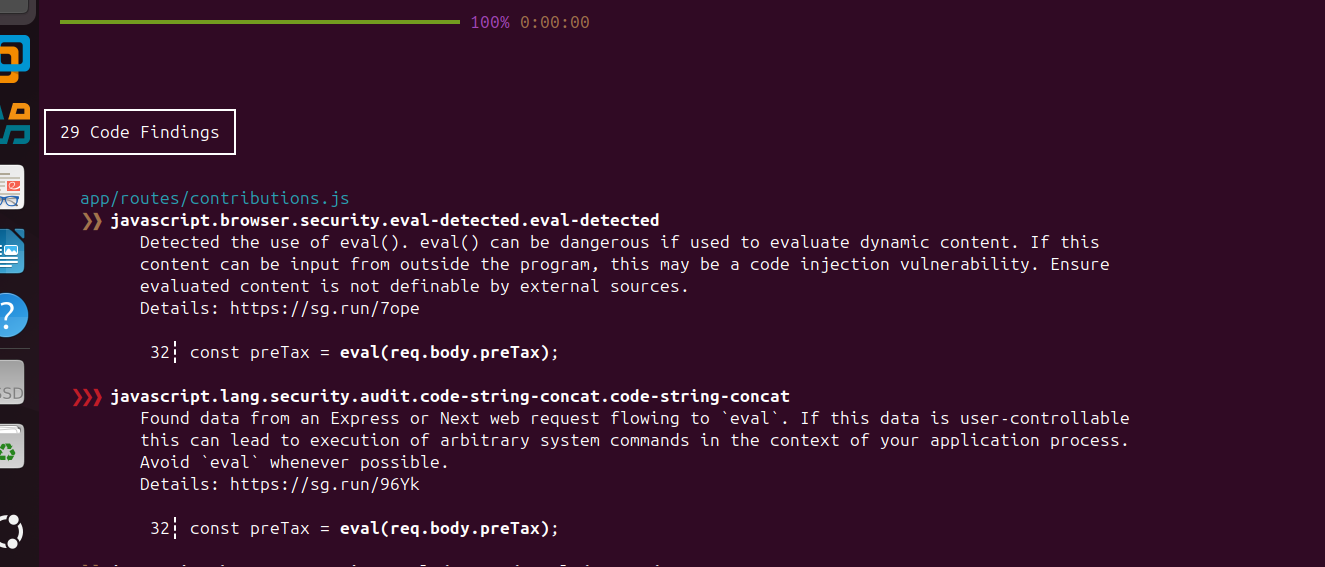 100% 0:00:00
29 Code Findings
app/routes/contributions.js
❯❯ javascript.browser.security.eval-detected.eval-detected
Detected the use of eval(). eval() can be dangerous if used to evaluate dynamic content. If this
content can be input from outside the program, this may be a code injection vulnerability. Ensure
evaluated content is not definable by external sources.
Details: https://sg.run/7ope
32┆ const preTax = eval(req.body.preTax);
❯❯❯ javascript.lang.security.audit.code-string-concat.code-string-concat
Found data from an Express or Next web request flowing to `eval`. If this data is user-controllable
this can lead to execution of arbitrary system commands in the context of your application process.
Avoid `eval` whenever possible.
Details: https://sg.run/96Yk
32┆ const preTax = eval(req.body.preTax);